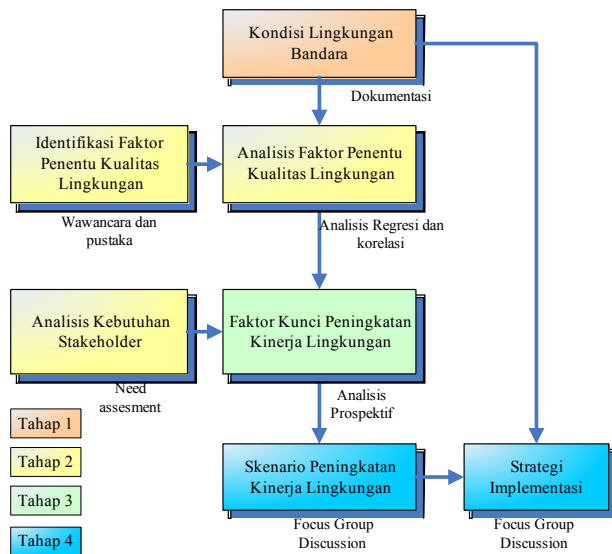 Kondisi Lingkungan
Bandara
Dokumentasi
Identifikasi Faktor
Penentu Kualitas
Lingkungan
Analisis Faktor Penentu
Kualitas Lingkungan
Wawancara dan
pustaka
Analisis Regresi dan
korelasi
Analisis Kebutuhan
Stakeholder
Faktor Kunci Peningkatan
Kinerja Lingkungan
Need
assesment
Analisis
Prospektif
Tahap 1
Tahap 2
Tahap 3
Tahap 4
Skenario Peningkatan
Kinerja Lingkungan
Strategi
Implementasi
Focus Group
Discussion
Focus Group
Discussion